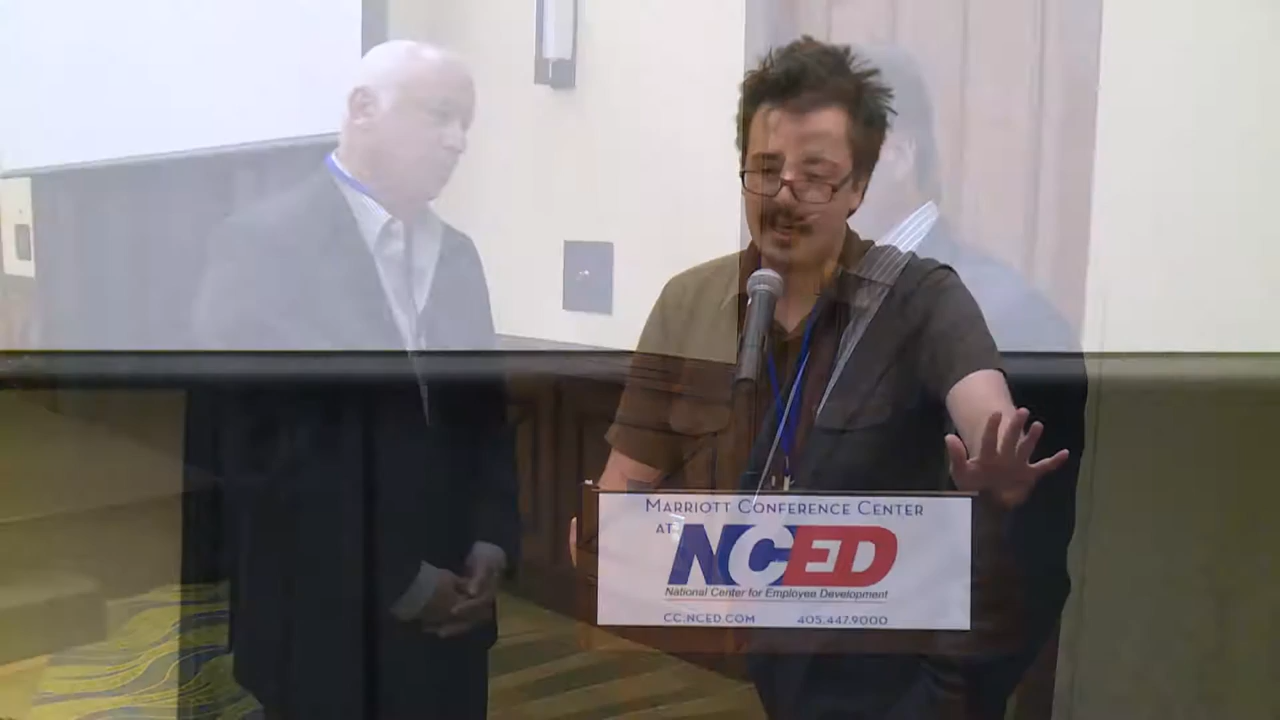 MARRIOTT CONFERENCE CENTER
AT
NCED
National Center for Employee Development
CC.NCED.COM 405.447.9000